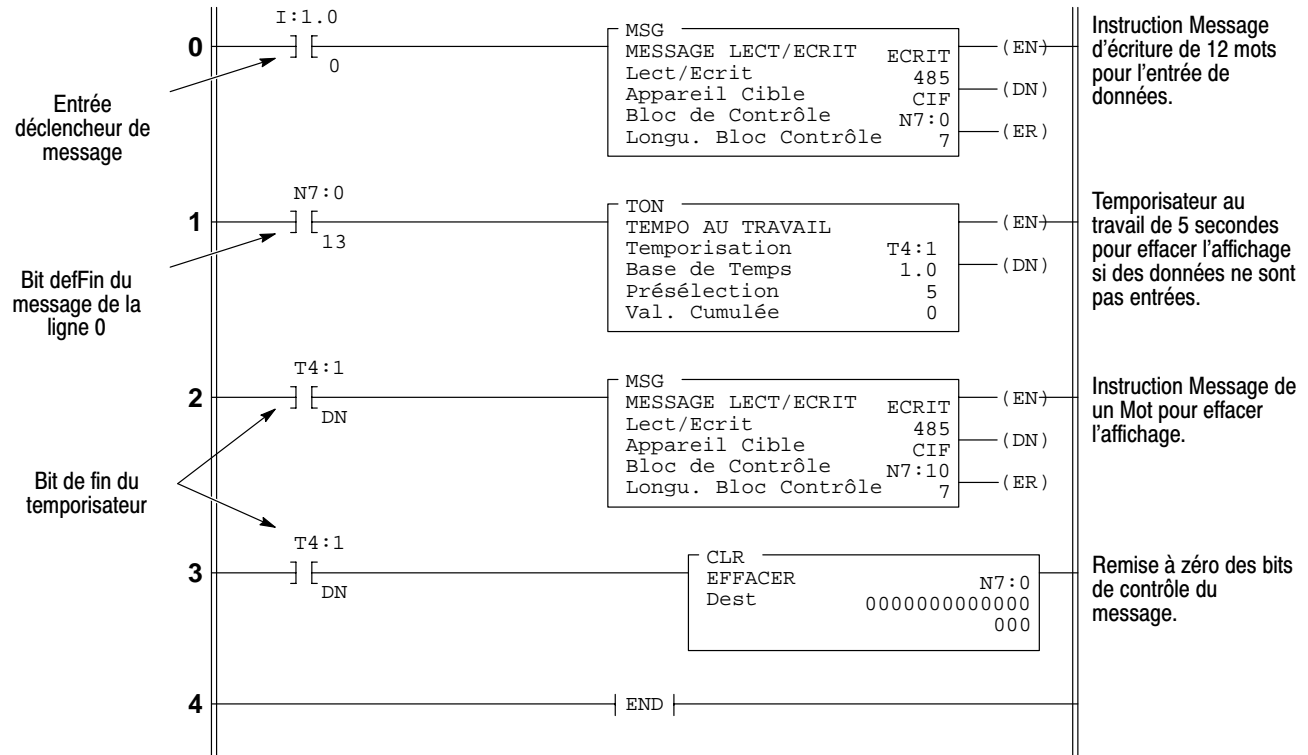 I:1.0
0
] [
0
Entrée
déclencheur de
message
MSG
MESSAGE LECT/ECRIT
Lect/Ecrit ECRIT
Appareil Cible 485
Bloc de Contrôle CIF
Longu. Bloc Contrôle N7:0
7
(EN)
(DN)
(ER)
Instruction Message
d'écriture de 12 mots
pour l'entrée de
données.
N7:0
1
] [
13
Bit defFin du
message de la
ligne 0
TON
TEMPO AU TRAVAIL
Temporisation T4:1
Base de Temps 1.0
Présélection 5
Val. Cumulée 0
(EN)
(DN)
Temporisateur au
travail de 5 secondes
pour effacer l'affichage
si des données ne sont
pas entrées.
T4:1
2
] [
DN
Bit de fin du
temporisateur
MSG
MESSAGE LECT/ECRIT
Lect/Ecrit ECRIT
Appareil Cible 485
Bloc de Contrôle CIF
Longu. Bloc Contrôle N7:10
7
(EN)
(DN)
(ER)
Instruction Message de
un Mot pour effacer
l'affichage.
T4:1
3
] [
DN
CLR
EFFACER
Dest N7:0
0000000000000
000
Remise à zéro des bits
de contrôle du
message.
4
END